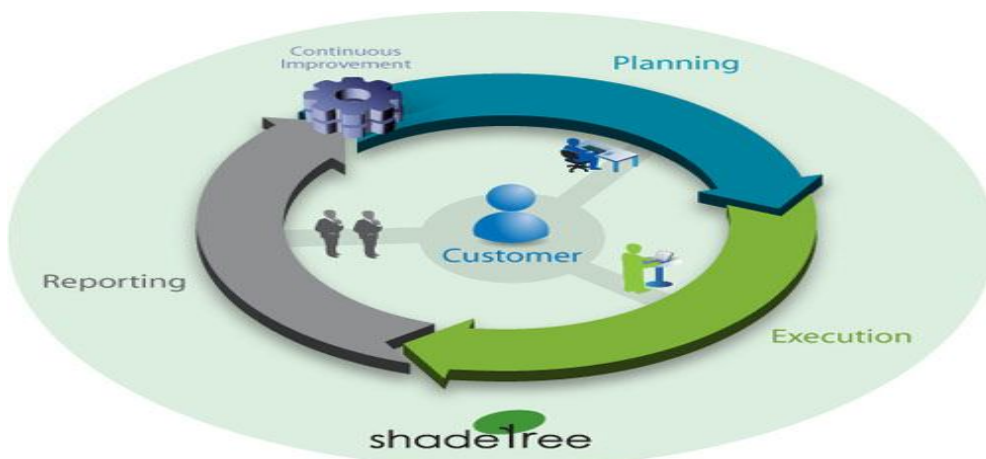 Continuous
Improvement
Planning
Customer
Reporting
Execution
shadetree